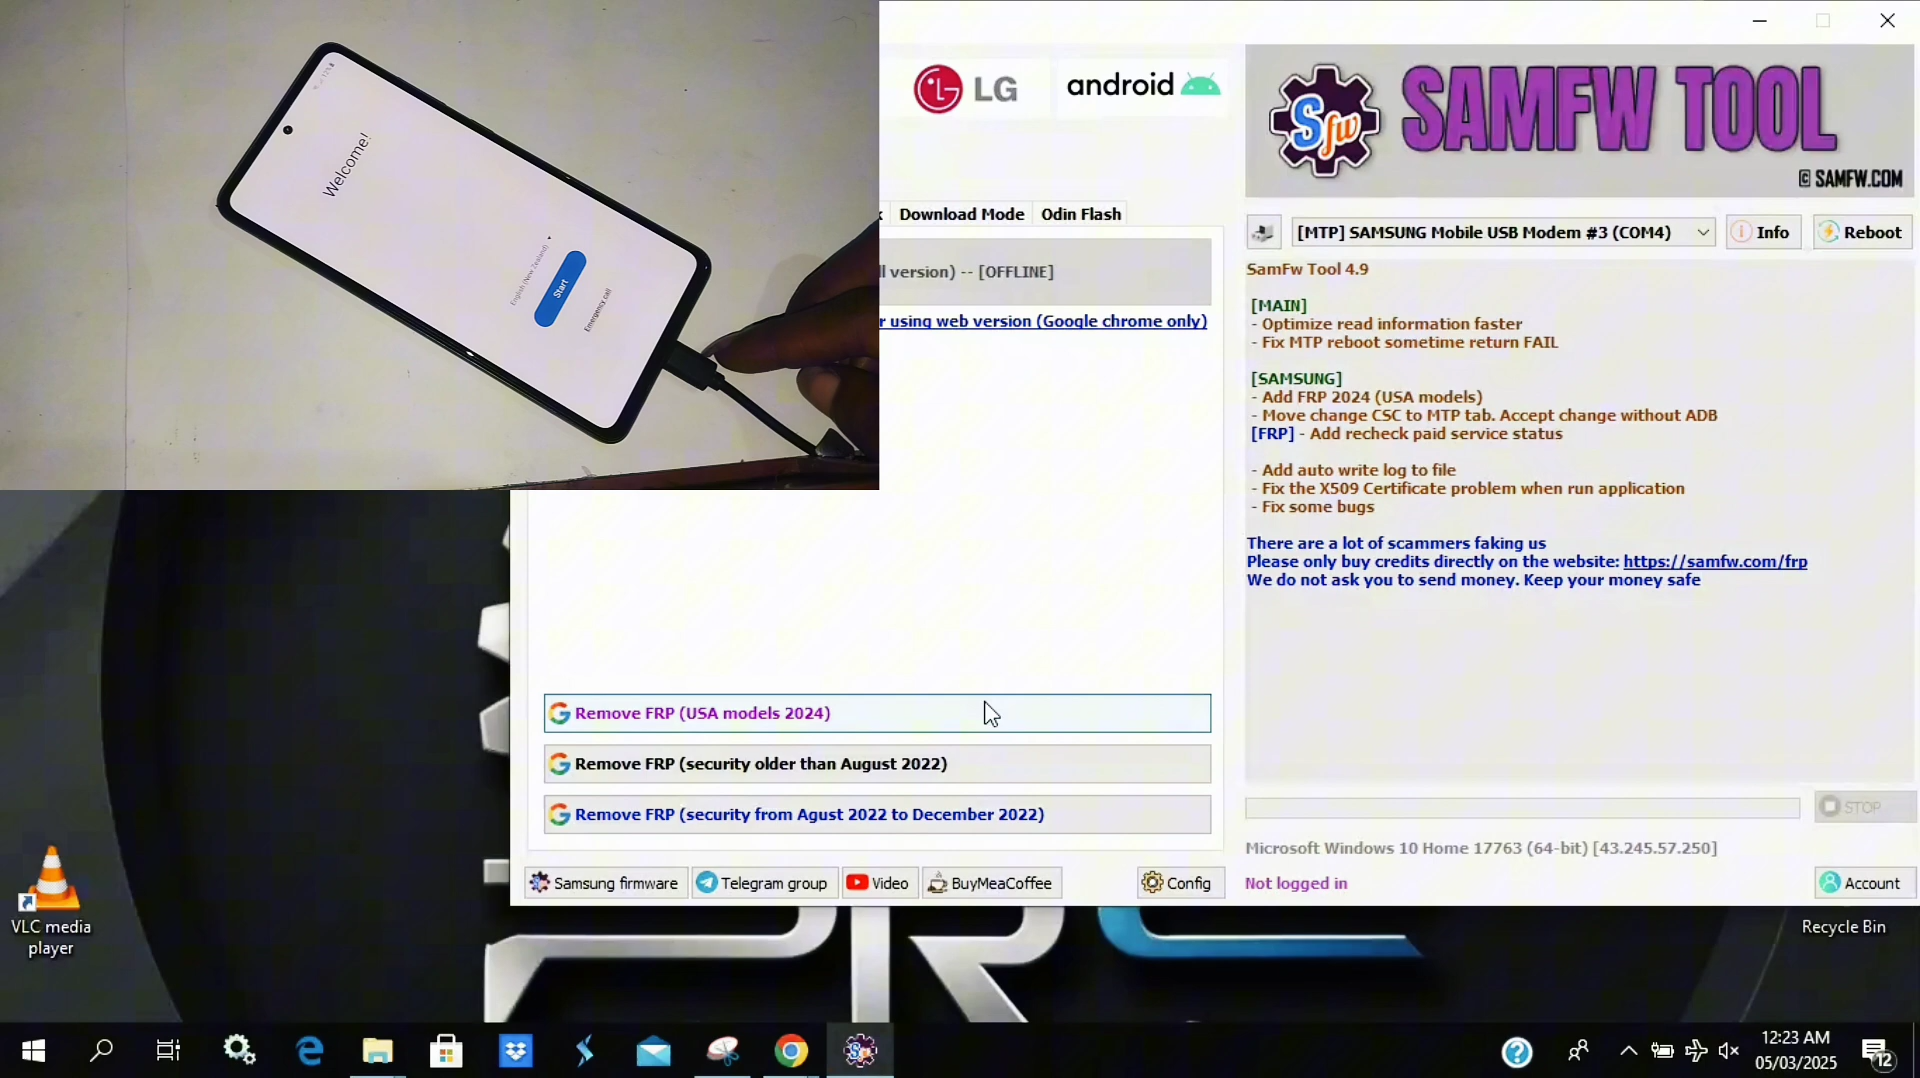 Welcome!
English (New Zealand)
Start
Emergency call
LG
android
SAMFW TOOL
Sfw
© SAMFW.COM
Download Mode
Odin Flash
[MTP] SAMSUNG Mobile USB Modem #3 (COM4)
Info
Reboot
version) -- [OFFLINE]
using web version (Google chrome only)
SamFw Tool 4.9
[MAIN]
- Optimize read information faster
- Fix MTP reboot sometime return FAIL
[SAMSUNG]
- Add FRP 2024 (USA models)
- Move change CSC to MTP tab. Accept change without ADB
[FRP] - Add recheck paid service status
- Add auto write log to file
- Fix the X509 Certificate problem when run application
- Fix some bugs
There are a lot of scammers faking us
Please only buy credits directly on the website: https://samfw.com/frp
We do not ask you to send money. Keep your money safe
Remove FRP (USA models 2024)
Remove FRP (security older than August 2022)
Remove FRP (security from Agust 2022 to December 2022)
STOP
Microsoft Windows 10 Home 17763 (64-bit) [43.245.57.250]
Samsung firmware
Telegram group
Video
BuyMeaCoffee
Config
Not logged in
Account
VLC media
player
Recycle Bin
12:23 AM
05/03/2025
12